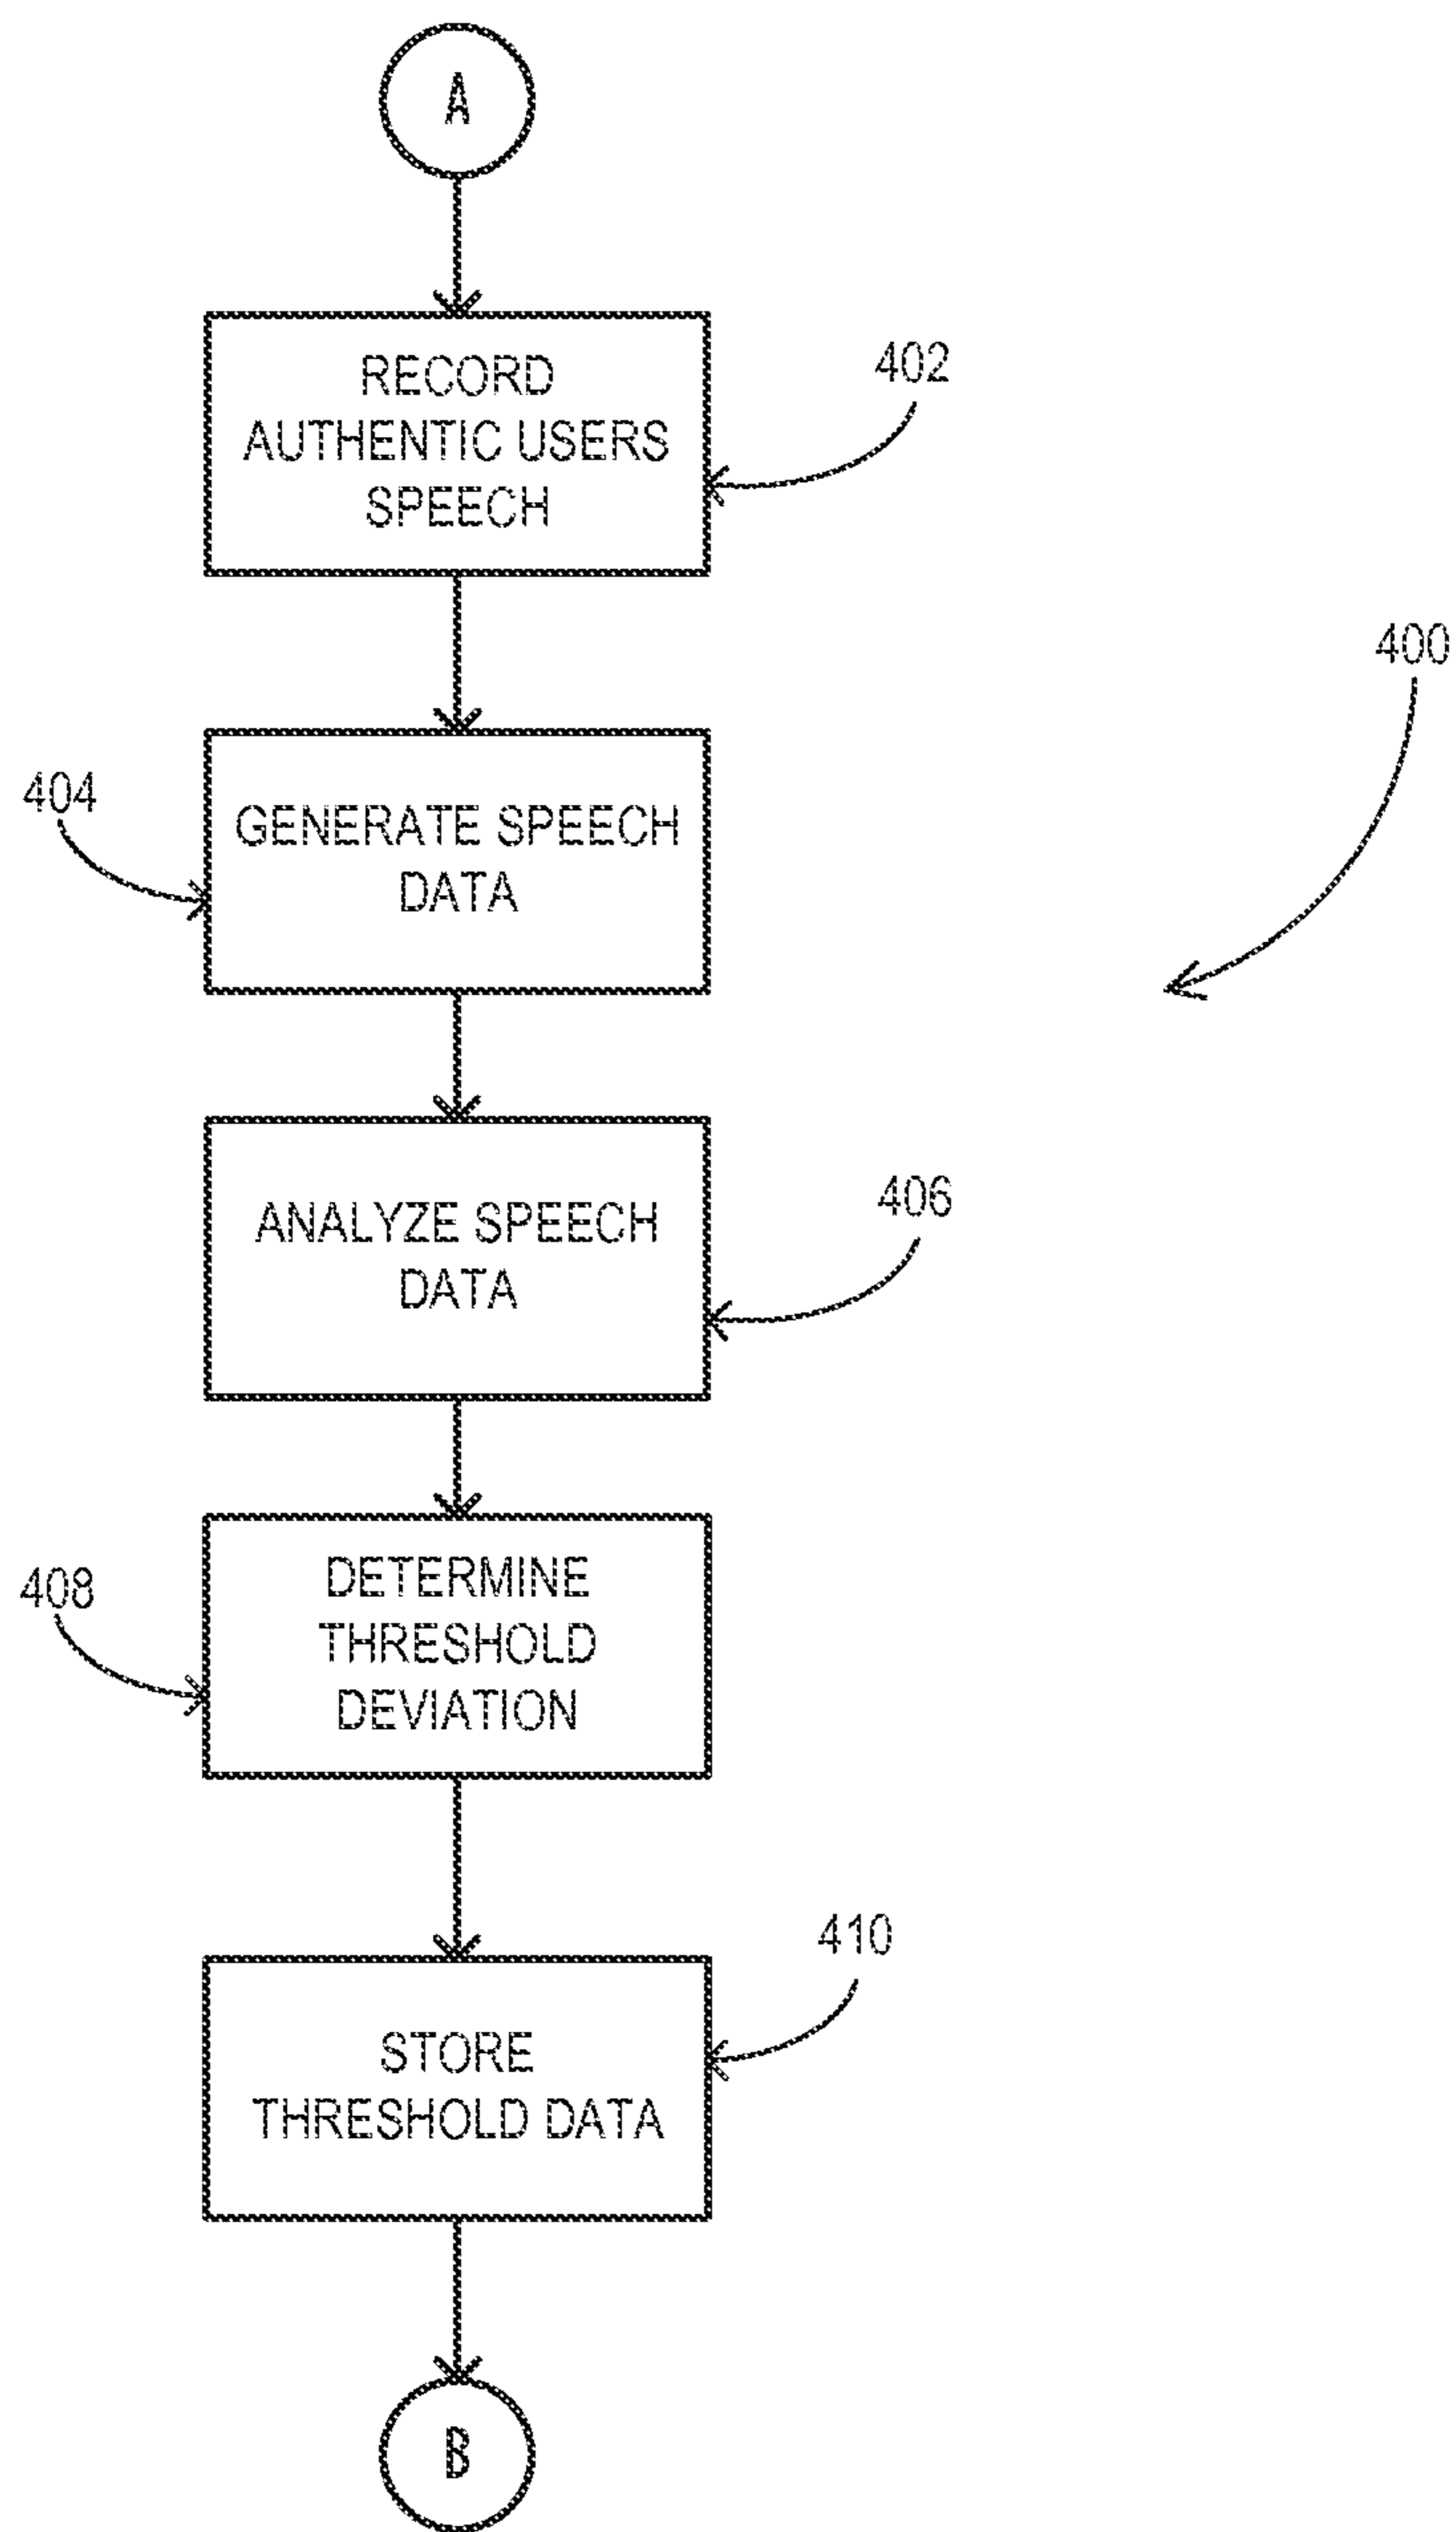 A
RECORD
AUTHENTIC USERS
SPEECH
402
400
404
GENERATE SPEECH
DATA
ANALYZE SPEECH
DATA
406
DETERMINE
THRESHOLD
DEVIATION
408
410
STORE
THRESHOLD DATA
B